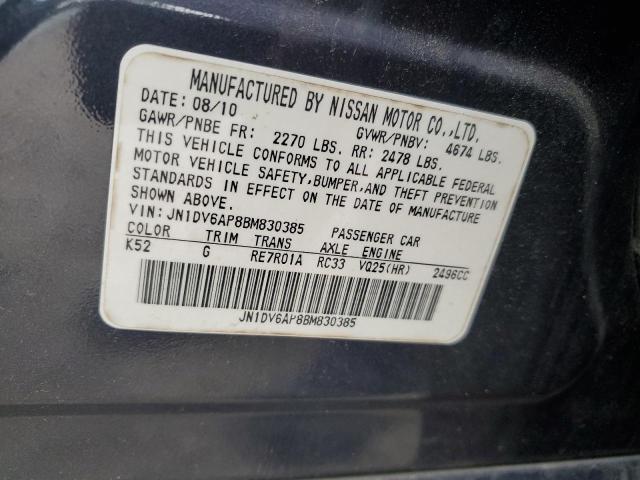 MANUFACTURED BY NISSAN MOTOR CO.,LTD.
DATE: 08/10 GVWR/PNBV: 4674 LBS.
GAWR/PNBE FR: 2270 LBS. RR: 2478 LBS.
THIS VEHICLE CONFORMS TO ALL APPLICABLE FEDERAL
MOTOR VEHICLE SAFETY,BUMPER,AND THEFT PREVENTION
STANDARDS IN EFFECT ON THE DATE OF MANUFACTURE
SHOWN ABOVE.
VIN: JN1DV6AP8BM830385 PASSENGER CAR
COLOR TRIM TRANS AXLE ENGINE
K52 G RE7R01A RC33 VQ25(HR) 2496CC
JN1DV6AP8BM830385